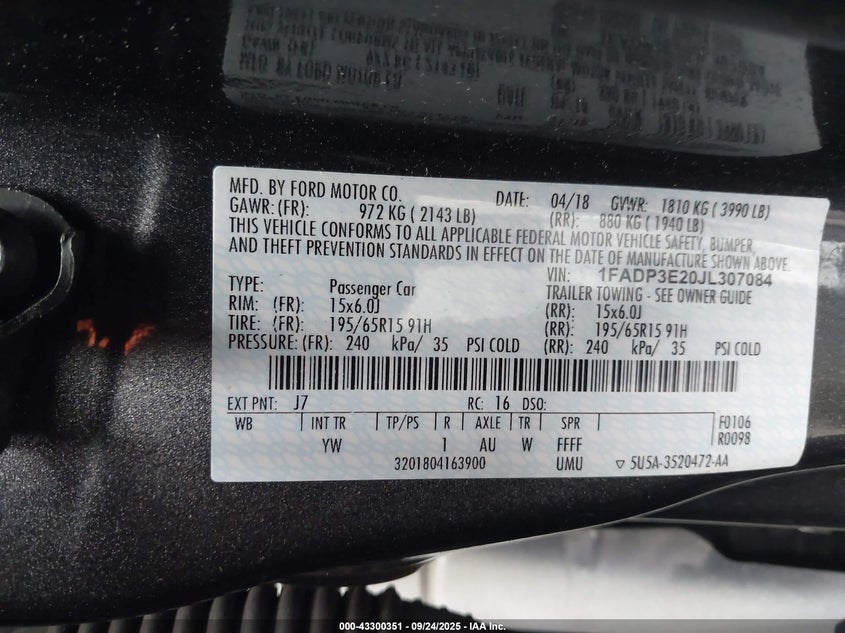 MFD. BY FORD MOTOR CO. DATE: 04/18 GVWR: 1810 KG ( 3990 LB)
GAWR: (FR): 972 KG ( 2143 LB) (RR): 880 KG ( 1940 LB)
THIS VEHICLE CONFORMS TO ALL APPLICABLE FEDERAL MOTOR VEHICLE SAFETY, BUMPER,
AND THEFT PREVENTION STANDARDS IN EFFECT ON THE DATE OF MANUFACTURE SHOWN ABOVE.
VIN: 1FADP3E20JL307084
TYPE: Passenger Car TRAILER TOWING - SEE OWNER GUIDE
RIM: (FR): 15x6.0J (RR): 15x6.0J
TIRE: (FR): 195/65R15 91H (RR): 195/65R15 91H
PRESSURE: (FR): 240 kPa/ 35 PSI COLD (RR): 240 kPa/ 35 PSI COLD
EXT PNT: J7 RC: 16 DSO:
WB INT TR TP/PS R AXLE TR SPR F0106
YW 1 AU W FFFF R0098
3201804163900 UMU ▽ 5U5A-3520472-AA
000-43300351 - 09/24/2025 - IAA Inc.